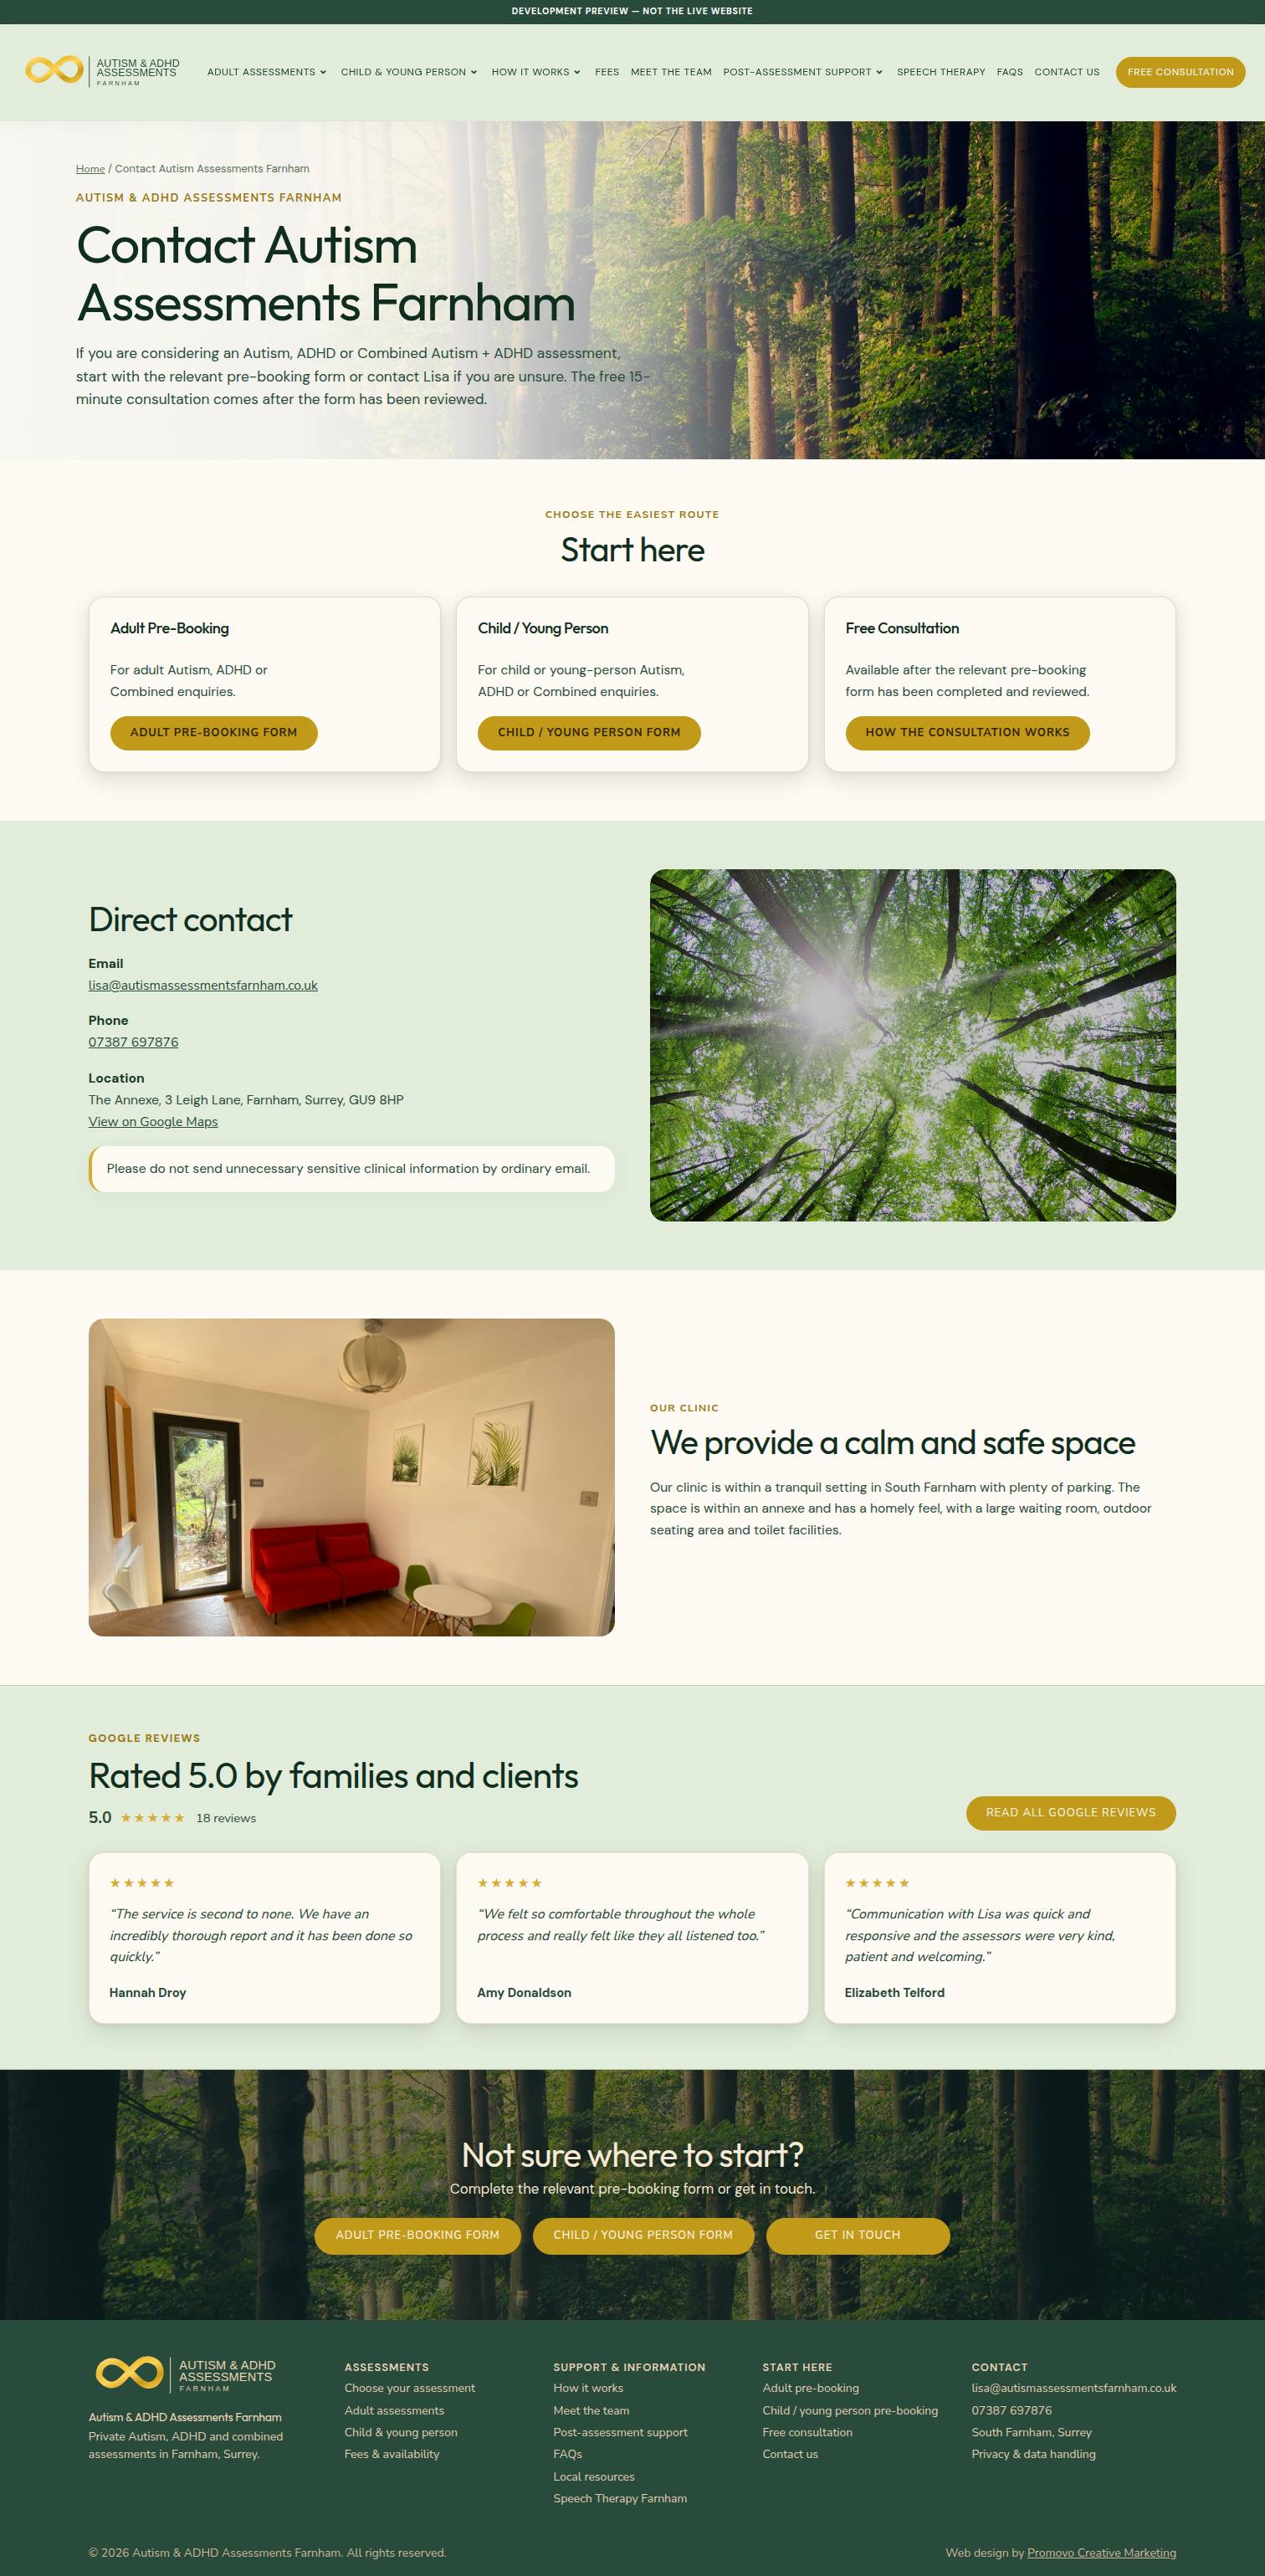 DEVELOPMENT PREVIEW — NOT THE LIVE WEBSITE
AUTISM & ADHD
ASSESSMENTS
FARNHAM
ADULT ASSESSMENTS
CHILD & YOUNG PERSON
HOW IT WORKS
FEES
MEET THE TEAM
POST-ASSESSMENT SUPPORT
SPEECH THERAPY
FAQS
CONTACT US
FREE CONSULTATION
Home / Contact Autism Assessments Farnham
AUTISM & ADHD ASSESSMENTS FARNHAM
Contact Autism
Assessments Farnham
If you are considering an Autism, ADHD or Combined Autism + ADHD assessment,
start with the relevant pre-booking form or contact Lisa if you are unsure. The free 15-
minute consultation comes after the form has been reviewed.
CHOOSE THE EASIEST ROUTE
Start here
Adult Pre-Booking
For adult Autism, ADHD or
Combined enquiries.
ADULT PRE-BOOKING FORM
Child / Young Person
For child or young-person Autism,
ADHD or Combined enquiries.
CHILD / YOUNG PERSON FORM
Free Consultation
Available after the relevant pre-booking
form has been completed and reviewed.
HOW THE CONSULTATION WORKS
Direct contact
Email
lisa@autismassessmentsfarnham.co.uk
Phone
07387 697876
Location
The Annexe, 3 Leigh Lane, Farnham, Surrey, GU9 8HP
View on Google Maps
Please do not send unnecessary sensitive clinical information by ordinary email.
OUR CLINIC
We provide a calm and safe space
Our clinic is within a tranquil setting in South Farnham with plenty of parking. The
space is within an annexe and has a homely feel, with a large waiting room, outdoor
seating area and toilet facilities.
GOOGLE REVIEWS
Rated 5.0 by families and clients
5.0 ★★★★★ 18 reviews
READ ALL GOOGLE REVIEWS
★★★★★
“The service is second to none. We have an
incredibly thorough report and it has been done so
quickly.”
Hannah Droy
★★★★★
“We felt so comfortable throughout the whole
process and really felt like they all listened too.”
Amy Donaldson
★★★★★
“Communication with Lisa was quick and
responsive and the assessors were very kind,
patient and welcoming.”
Elizabeth Telford
Not sure where to start?
Complete the relevant pre-booking form or get in touch.
ADULT PRE-BOOKING FORM
CHILD / YOUNG PERSON FORM
GET IN TOUCH
AUTISM & ADHD
ASSESSMENTS
FARNHAM
Autism & ADHD Assessments Farnham
Private Autism, ADHD and combined
assessments in Farnham, Surrey.
ASSESSMENTS
Choose your assessment
Adult assessments
Child & young person
Fees & availability
SUPPORT & INFORMATION
How it works
Meet the team
Post-assessment support
FAQs
Local resources
Speech Therapy Farnham
START HERE
Adult pre-booking
Child / young person pre-booking
Free consultation
Contact us
CONTACT
lisa@autismassessmentsfarnham.co.uk
07387 697876
South Farnham, Surrey
Privacy & data handling
© 2026 Autism & ADHD Assessments Farnham. All rights reserved.
Web design by Promovo Creative Marketing